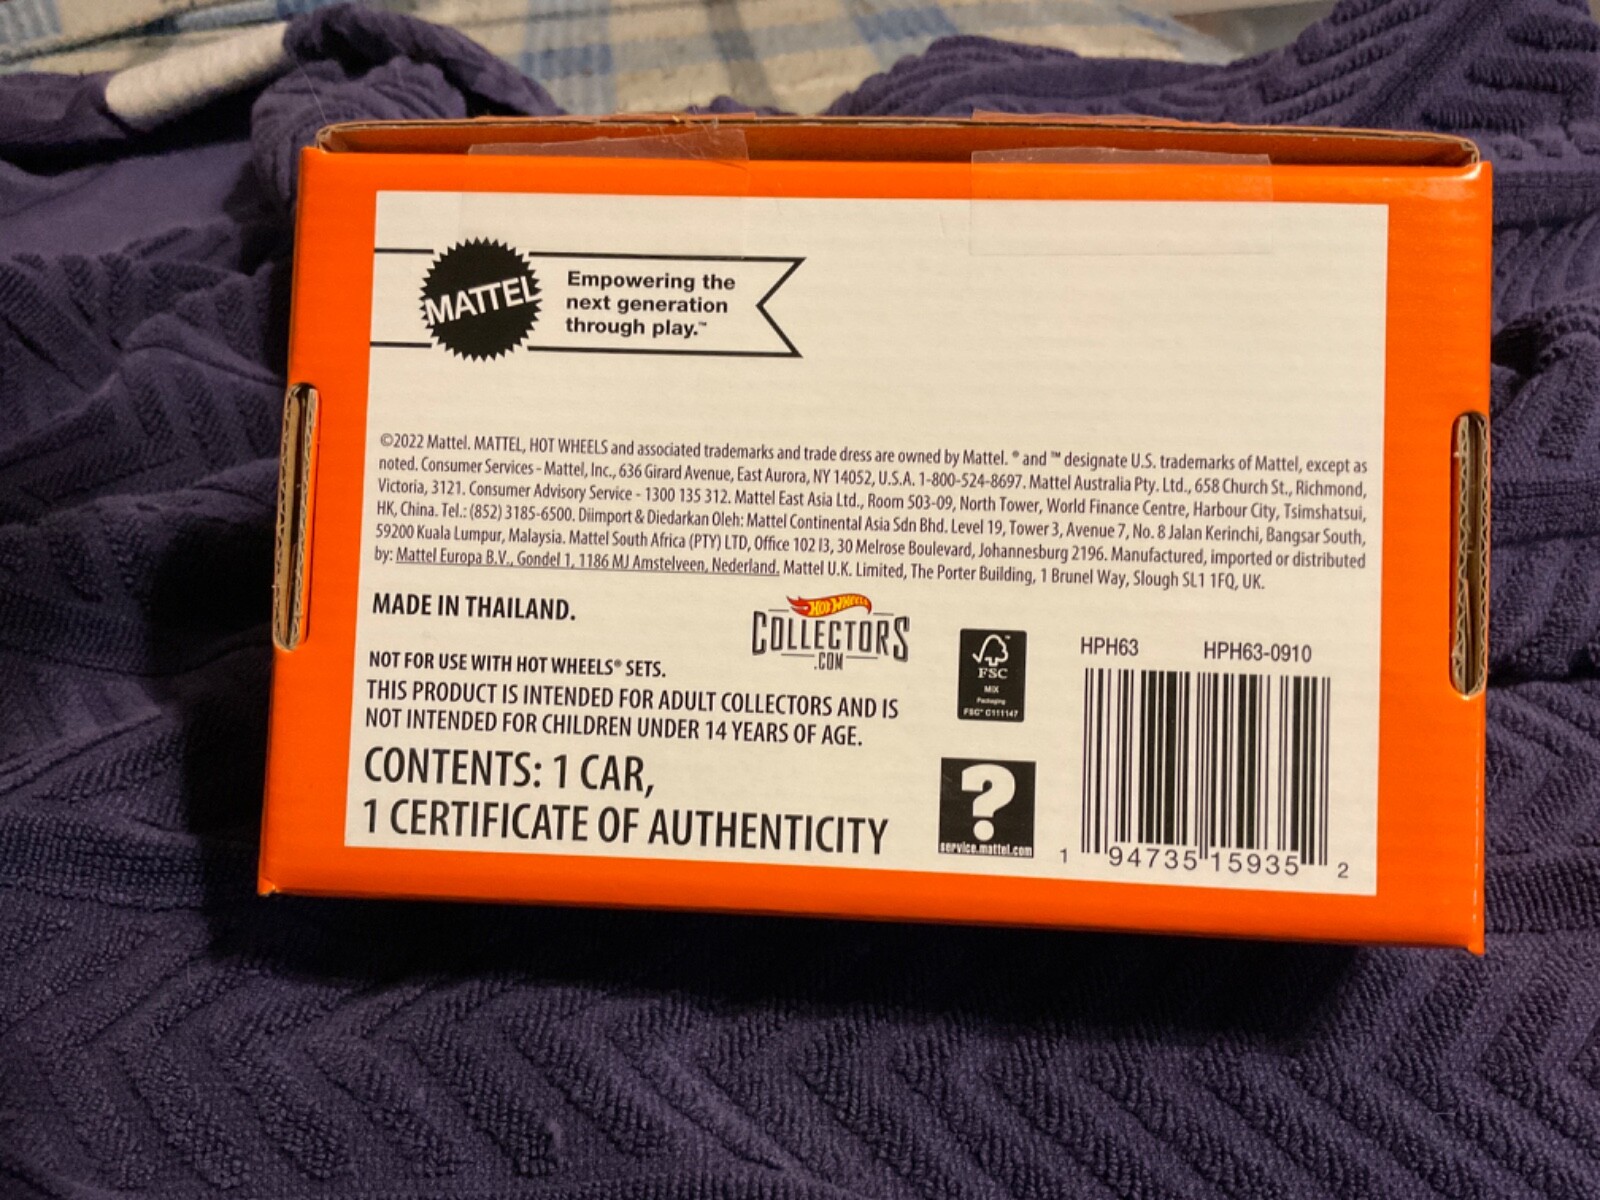 MATTEL
Empowering the
next generation
through play.™
©2022 Mattel. MATTEL, HOT WHEELS and associated trademarks and trade dress are owned by Mattel. ® and ™ designate U.S. trademarks of Mattel, except as
noted. Consumer Services - Mattel, Inc., 636 Girard Avenue, East Aurora, NY 14052, U.S.A. 1-800-524-8697. Mattel Australia Pty. Ltd., 658 Church St., Richmond,
Victoria, 3121. Consumer Advisory Service - 1300 135 312. Mattel East Asia Ltd., Room 503-09, North Tower, World Finance Centre, Harbour City, Tsimshatsui,
HK, China. Tel.: (852) 3185-6500. Diimport & Diedarkan Oleh: Mattel Continental Asia Sdn Bhd. Level 19, Tower 3, Avenue 7, No. 8 Jalan Kerinchi, Bangsar South,
59200 Kuala Lumpur, Malaysia. Mattel South Africa (PTY) LTD, Office 102 I3, 30 Melrose Boulevard, Johannesburg 2196. Manufactured, imported or distributed
by: Mattel Europa B.V., Gondel 1, 1186 MJ Amstelveen, Nederland. Mattel U.K. Limited, The Porter Building, 1 Brunel Way, Slough SL1 1FQ, UK.
MADE IN THAILAND.
HOT WHEELS
COLLECTORS
.COM
NOT FOR USE WITH HOT WHEELS® SETS.
THIS PRODUCT IS INTENDED FOR ADULT COLLECTORS AND IS
NOT INTENDED FOR CHILDREN UNDER 14 YEARS OF AGE.
CONTENTS: 1 CAR,
1 CERTIFICATE OF AUTHENTICITY
FSC
MIX
Packaging
FSC® C111147
?
service.mattel.com
HPH63 HPH63-0910
1 94735 15935 2